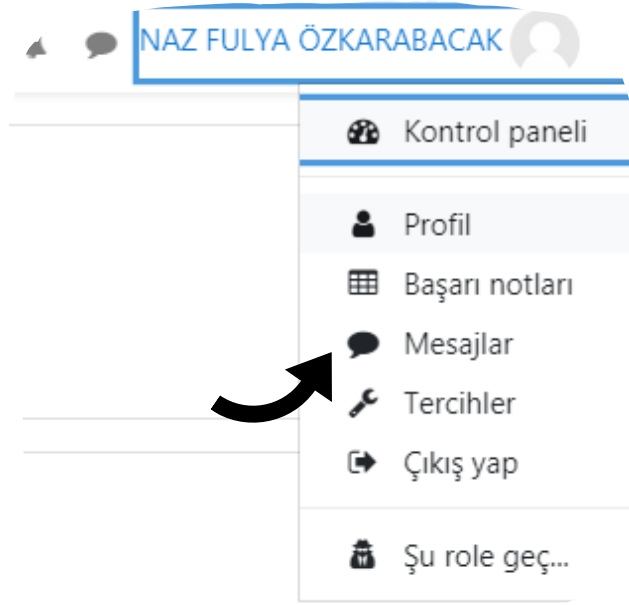 NAZ FULYA ÖZKARABACAK
Kontrol paneli
Profil
Başarı notları
Mesajlar
Tercihler
Çıkış yap
Şu role geç...